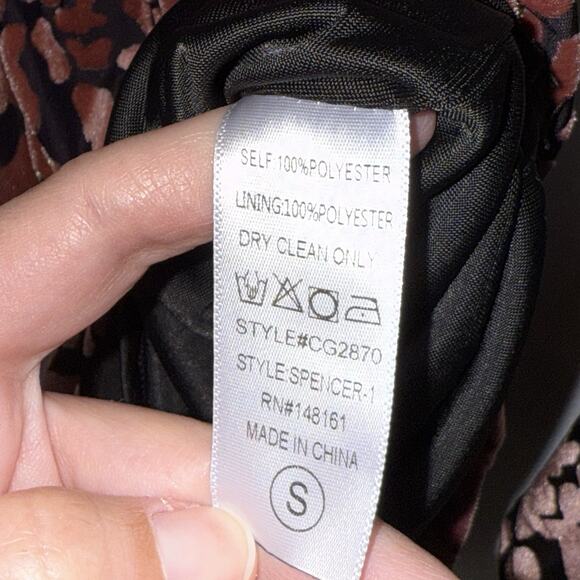 SELF:100%POLYESTER
LINING:100%POLYESTER
DRY CLEAN ONLY
STYLE#CG2870
STYLE:SPENCER-1
RN#148161
MADE IN CHINA
S